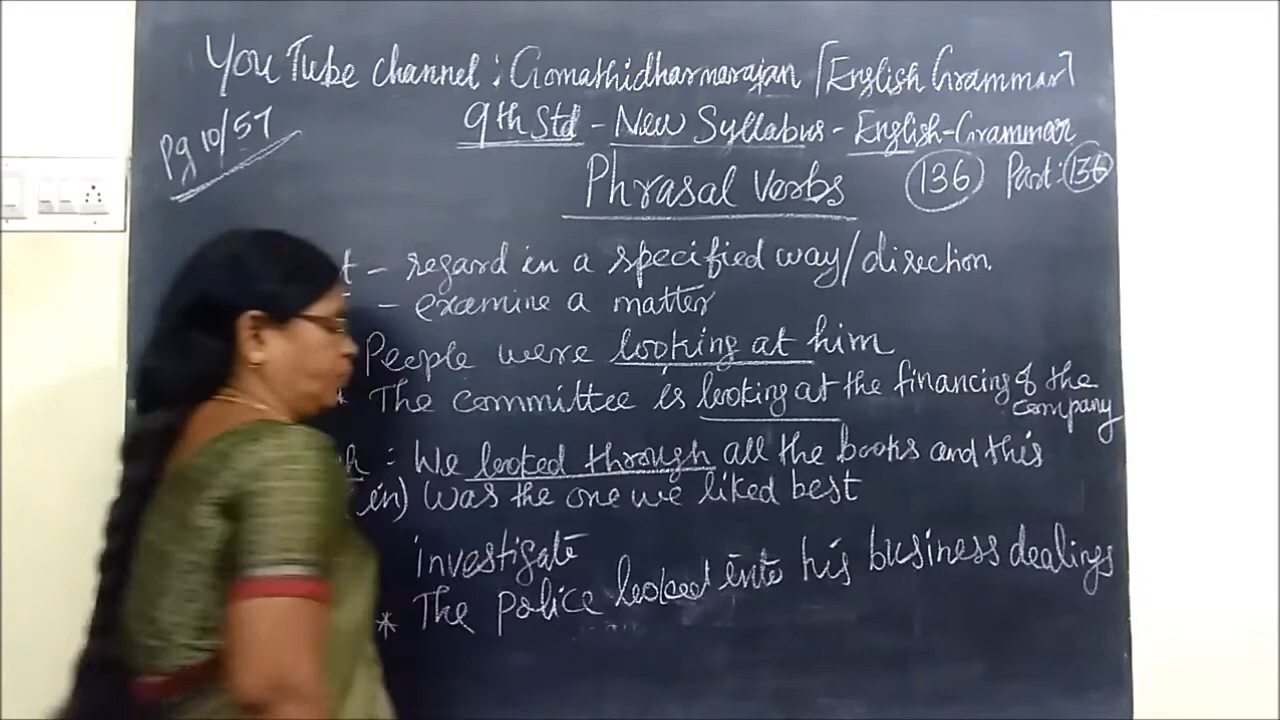 YouTube channel : Gomathidharmarajan [English Grammar]
Pg 10/57
9th Std - New Syllabus - English-Grammar
Phrasal Verbs 136 Part: 136
t - regard in a specified way/direction.
- examine a matter
People were looking at him
* The committee is looking at the financing of the
company
h : We looked through all the books and this
in) was the one we liked best
investigate
* The police looked into his business dealings